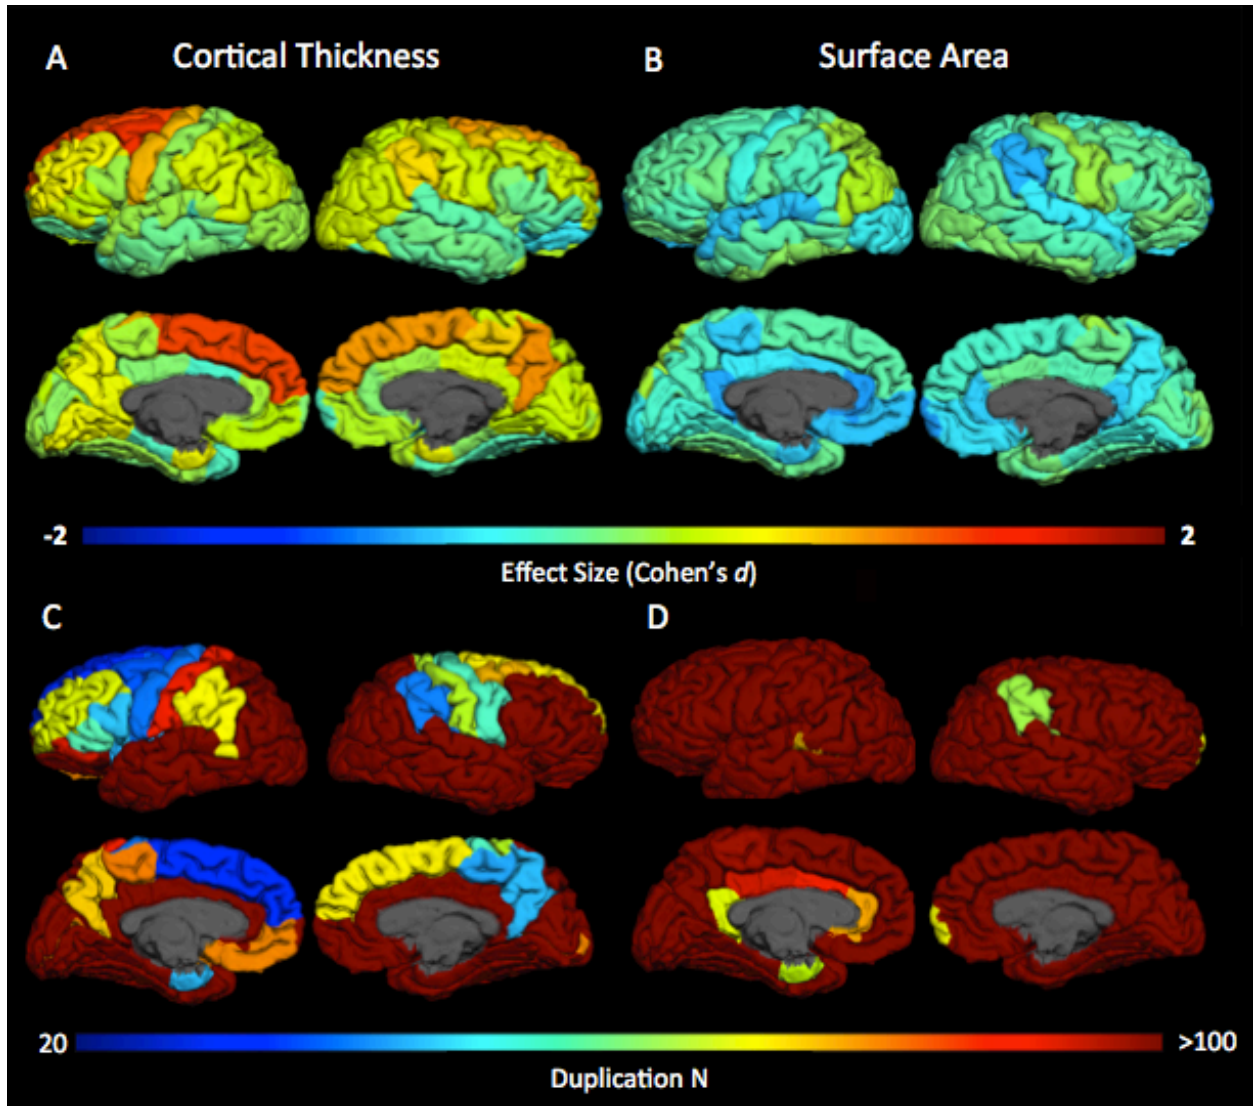 A Cortical Thickness
B Surface Area
-2 2
Effect Size (Cohen's d)
C D
20 >100
Duplication N